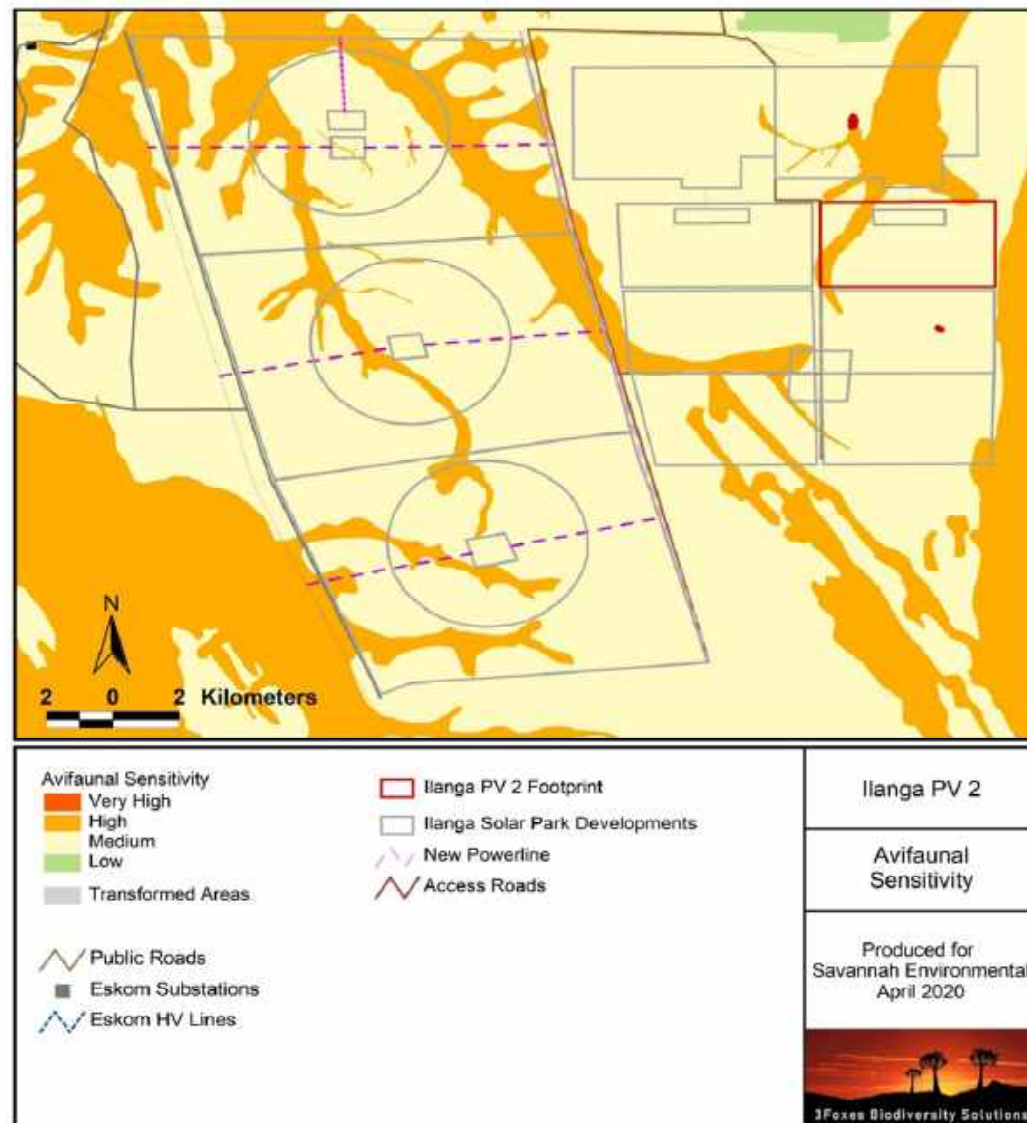 N
2 0 2 Kilometers
Avifaunal Sensitivity
Very High
High
Medium
Low
Transformed Areas
Public Roads
Eskom Substations
Eskom HV Lines
Ilanga PV 2 Footprint
Ilanga Solar Park Developments
New Powerline
Access Roads
Ilanga PV 2
Avifaunal
Sensitivity
Produced for
Savannah Environmental
April 2020
3Foxes Biodiversity Solutions